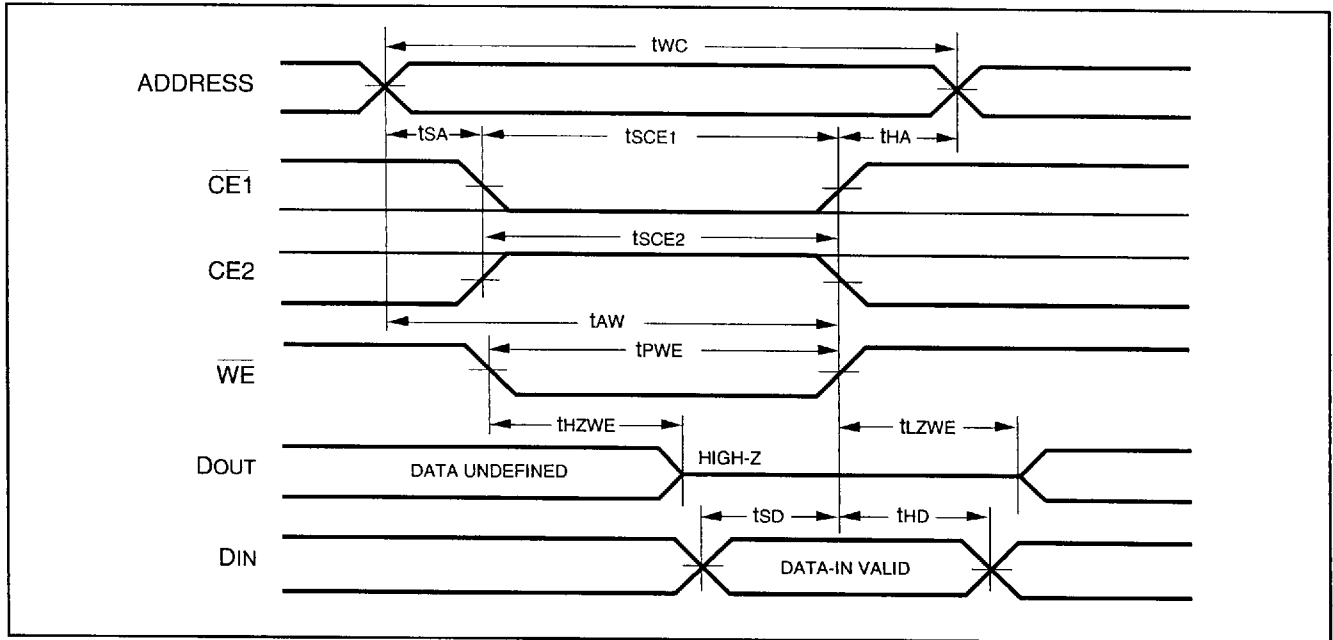 tWC
ADDRESS
tSA
tSCE1
tHA
CE1
tSCE2
CE2
tAW
tPWE
WE
tHZWE
tLZWE
DOUT
DATA UNDEFINED
HIGH-Z
tSD
tHD
DIN
DATA-IN VALID